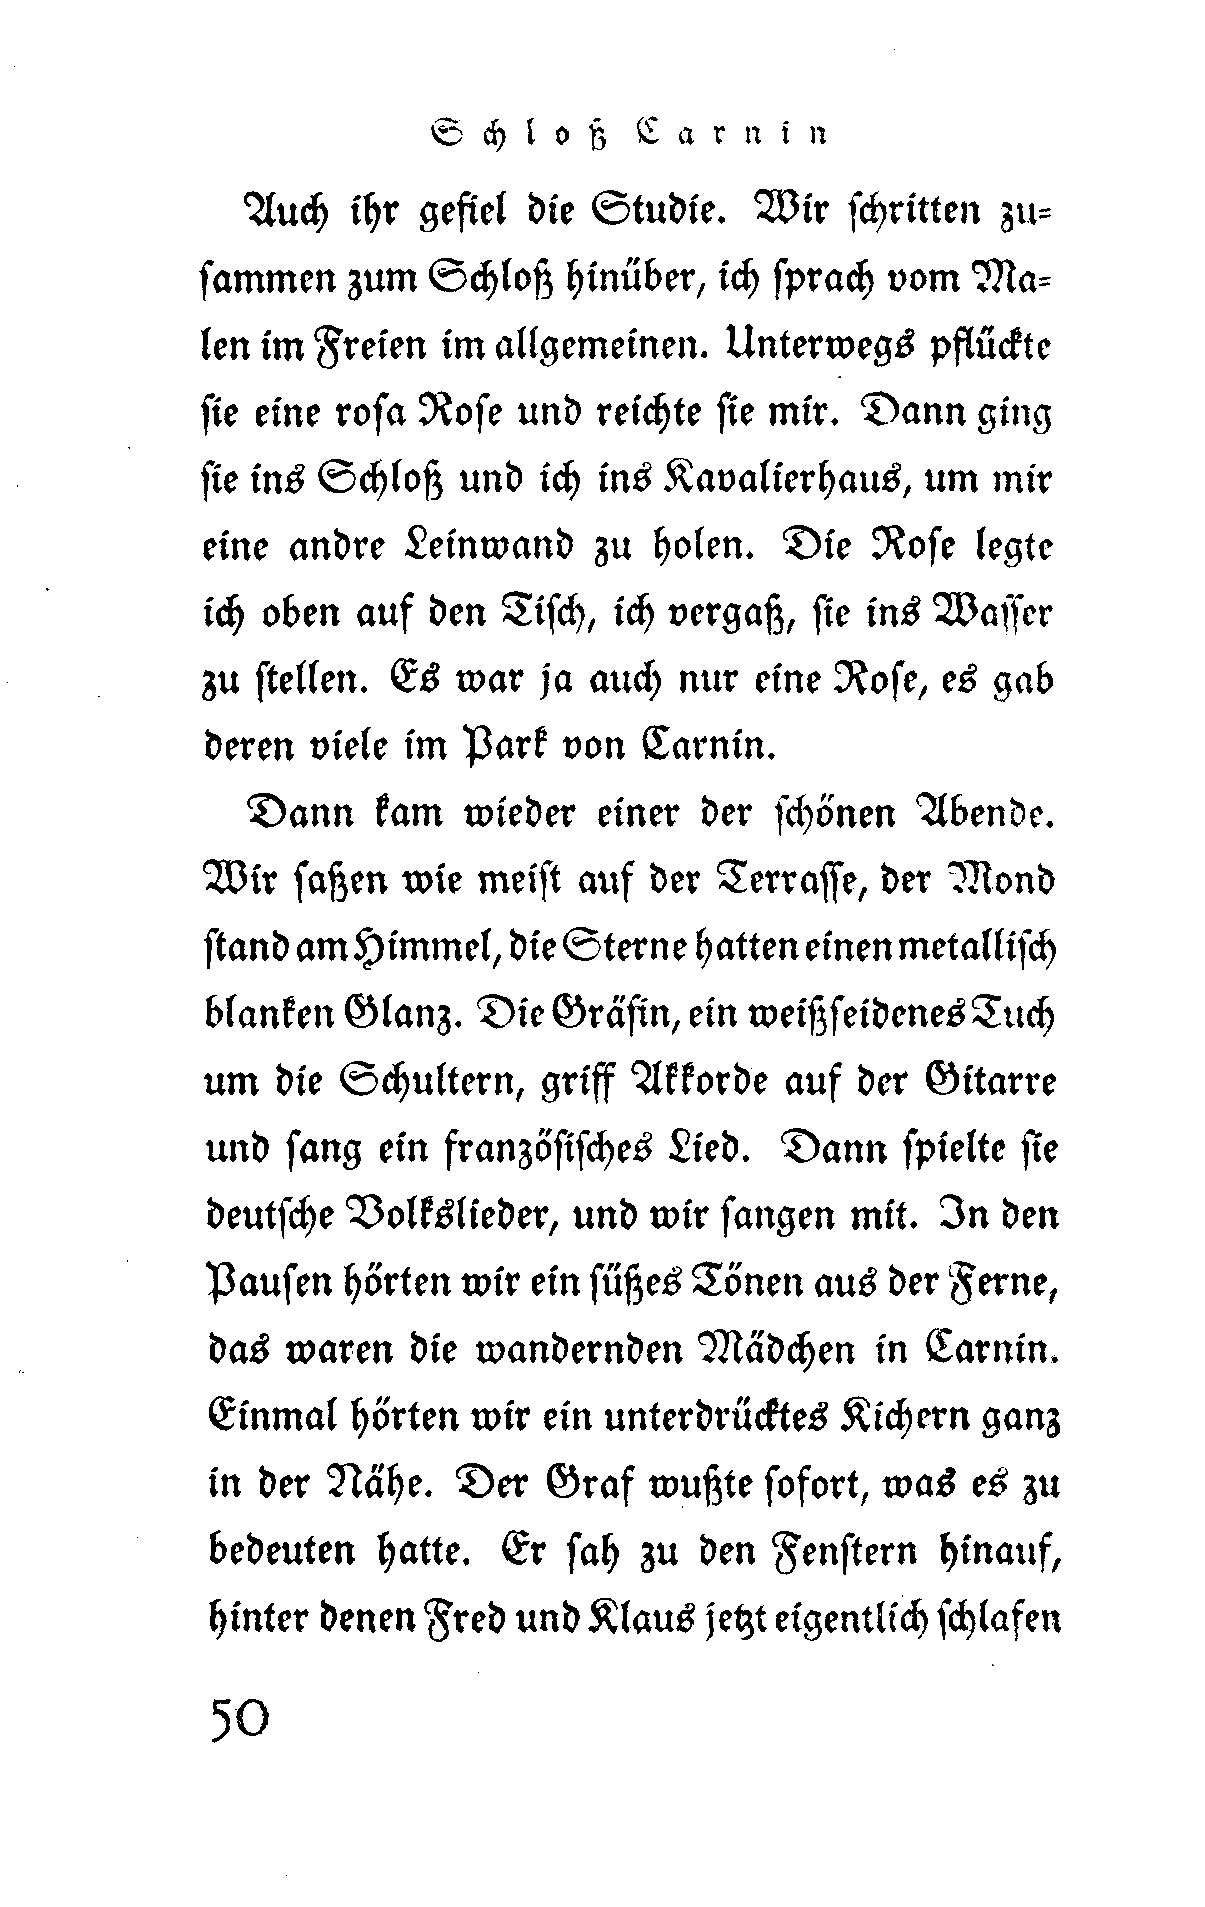 Schloß Carnin
Auch ihr gefiel die Studie. Wir schritten zu-
sammen zum Schloß hinüber, ich sprach vom Ma-
len im Freien im allgemeinen. Unterwegs pflückte
sie eine rosa Rose und reichte sie mir. Dann ging
sie ins Schloß und ich ins Kavalierhaus, um mir
eine andre Leinwand zu holen. Die Rose legte
ich oben auf den Tisch, ich vergaß, sie ins Wasser
zu stellen. Es war ja auch nur eine Rose, es gab
deren viele im Park von Carnin.
Dann kam wieder einer der schönen Abende.
Wir saßen wie meist auf der Terrasse, der Mond
stand am Himmel, die Sterne hatten einen metallisch
blanken Glanz. Die Gräfin, ein weißseidenes Tuch
um die Schultern, griff Akkorde auf der Gitarre
und sang ein französisches Lied. Dann spielte sie
deutsche Volkslieder, und wir sangen mit. In den
Pausen hörten wir ein süßes Tönen aus der Ferne,
das waren die wandernden Mädchen in Carnin.
Einmal hörten wir ein unterdrücktes Kichern ganz
in der Nähe. Der Graf wußte sofort, was es zu
bedeuten hatte. Er sah zu den Fenstern hinauf,
hinter denen Fred und Klaus jetzt eigentlich schlafen
50